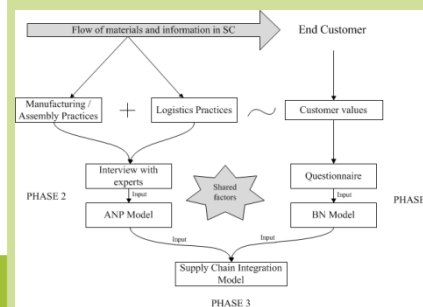 Flow of materials and information in SC
End Customer
Manufacturing /
Assembly Practices
Logistics Practices
Customer values
Interview with
experts
Shared
factors
Questionnaire
PHASE 2
Input
Input
PHASE
ANP Model
BN Model
Input
Input
Supply Chain Integration
Model
PHASE 3